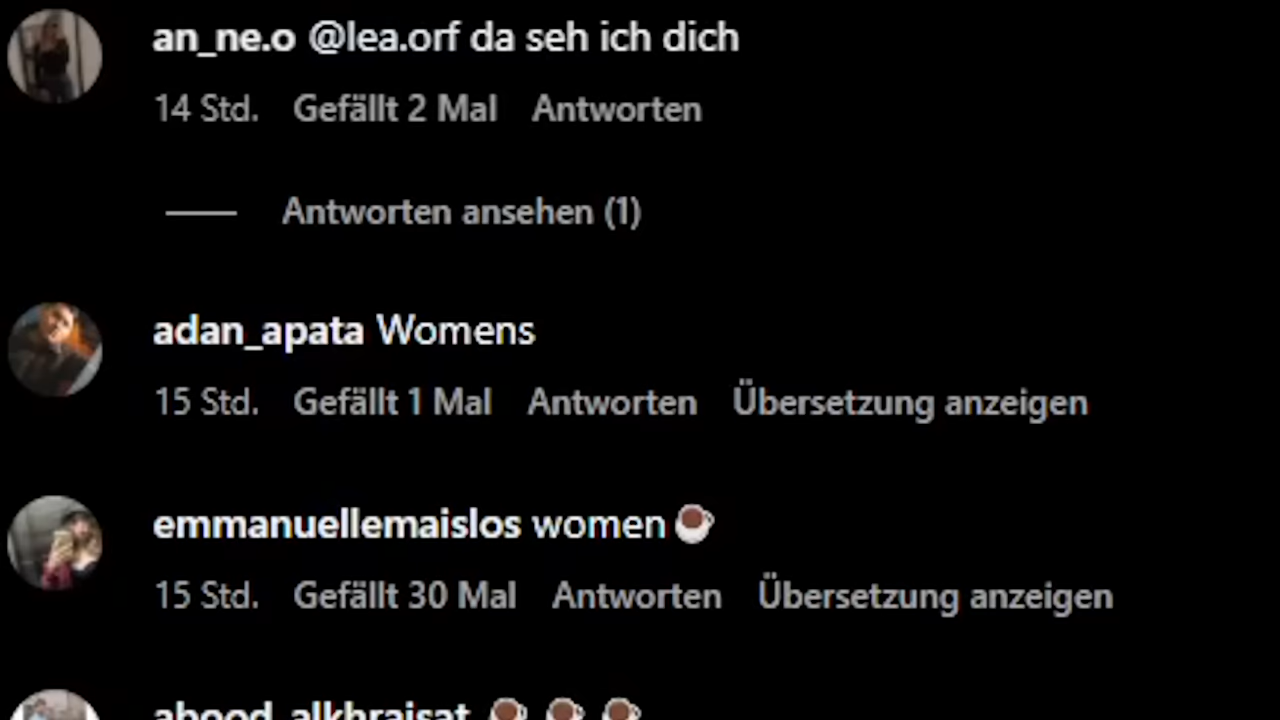 an_ne.o @lea.orf da seh ich dich
14 Std. Gefällt 2 Mal Antworten
Antworten ansehen (1)
adan_apata Womens
15 Std. Gefällt 1 Mal Antworten Übersetzung anzeigen
emmanuellemaislos women ☕
15 Std. Gefällt 30 Mal Antworten Übersetzung anzeigen
abood_alkhraisat ☕ ☕ ☕